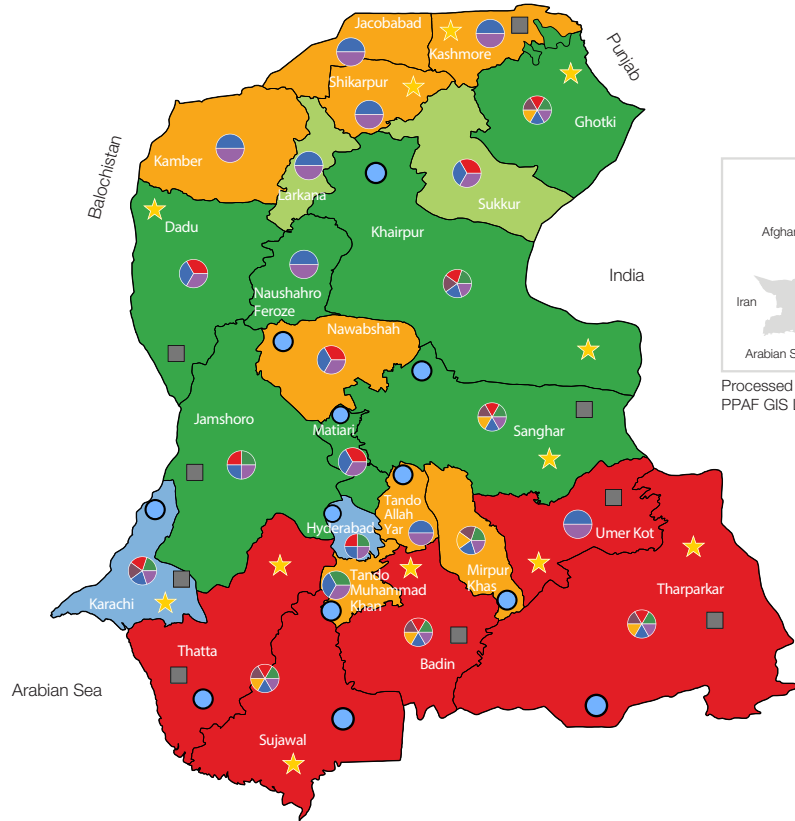 Jacobabad
Kashmore
Punjab
Shikarpur
Ghotki
Balochistan
Kamber
Larkana
Sukkur
Dadu
Khairpur
Afghan
India
Naushahro
Feroze
Iran
Nawabshah
Arabian S
Processed
PPAF GIS
Jamshoro
Matiari
Sanghar
Tando
Allah
Yar
Hyderabad
Umer Kot
Mirpur
Khas
Tando
Muhammad
Khan
Tharparkar
Karachi
Thatta
Badin
Arabian Sea
Sujawal